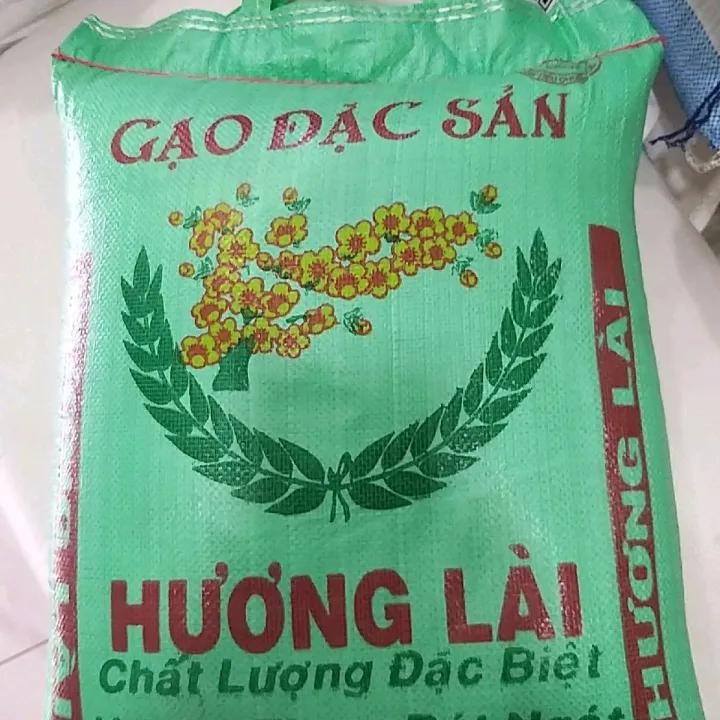 GẠO ĐẶC SẢN
HƯƠNG LÀI
Chất Lượng Đặc Biệt
HƯƠNG LÀI